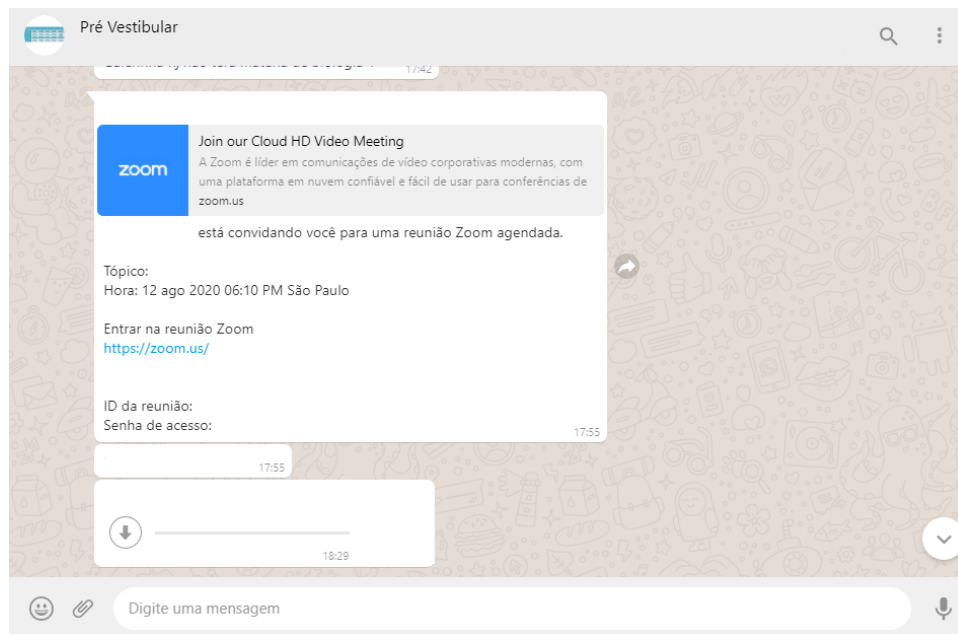 Pré Vestibular
17:42
Join our Cloud HD Video Meeting
A Zoom é líder em comunicações de vídeo corporativas modernas, com
zoom
uma plataforma em nuvem confiável e fácil de usar para conferências de
zoom.us
está convidando você para uma reunião Zoom agendada.
Tópico:
Hora: 12 ago 2020 06:10 PM São Paulo
Entrar na reunião Zoom
https://zoom.us/
ID da reunião:
Senha de acesso:
17:55
17:55
18:29
Digite uma mensagem